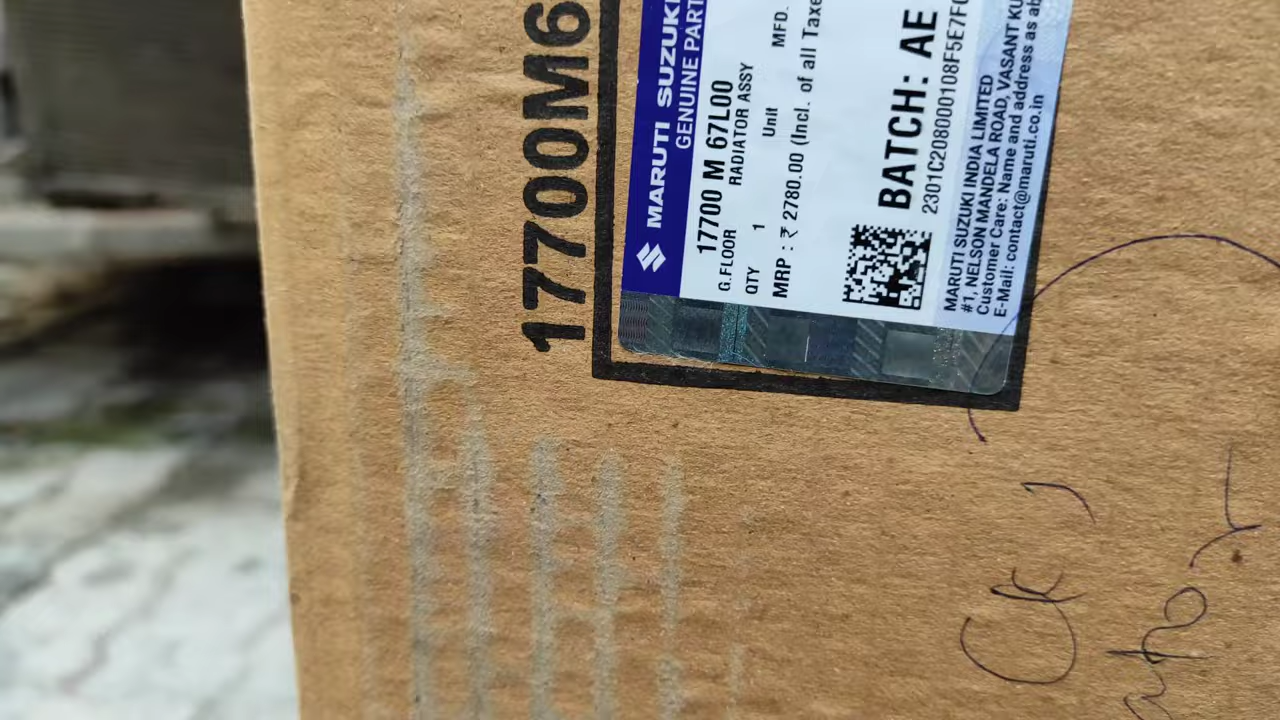 17700M6
MARUTI SUZUKI
GENUINE PART
17700 M 67L00
G.FLOOR RADIATOR ASSY
QTY 1 Unit MFD.
MRP : ₹ 2780.00 (Incl. of all Taxe
BATCH: AE
2301C2080000108F5E7F
MARUTI SUZUKI INDIA LIMITED
#1, NELSON MANDELA ROAD, VASANT KU
Customer Care: Name and address as ab
E-Mail: contact@maruti.co.in